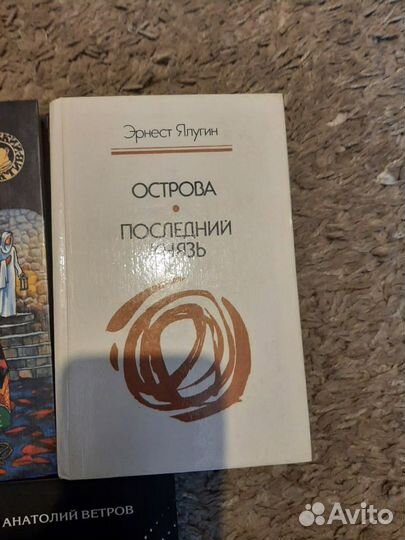 Эрнест Ялугин
ОСТРОВА
ПОСЛЕДНИЙ
КНЯЗЬ
АНАТОЛИЙ ВЕТРОВ
Avito